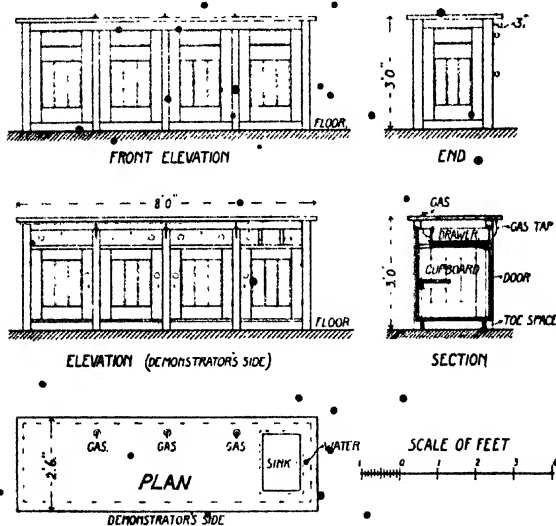 3'.0"
3"
FLOOR
FRONT ELEVATION
END
8'.0"
GAS
GAS TAP
DRAWER
CUPBOARD
3'.0"
DOOR
FLOOR
TOE SPACE
ELEVATION (DEMONSTRATOR'S SIDE)
SECTION
2'.6"
GAS. GAS GAS
WATER
SINK
PLAN
SCALE OF FEET
1 0 1 2 3 4
DEMONSTRATOR'S SIDE